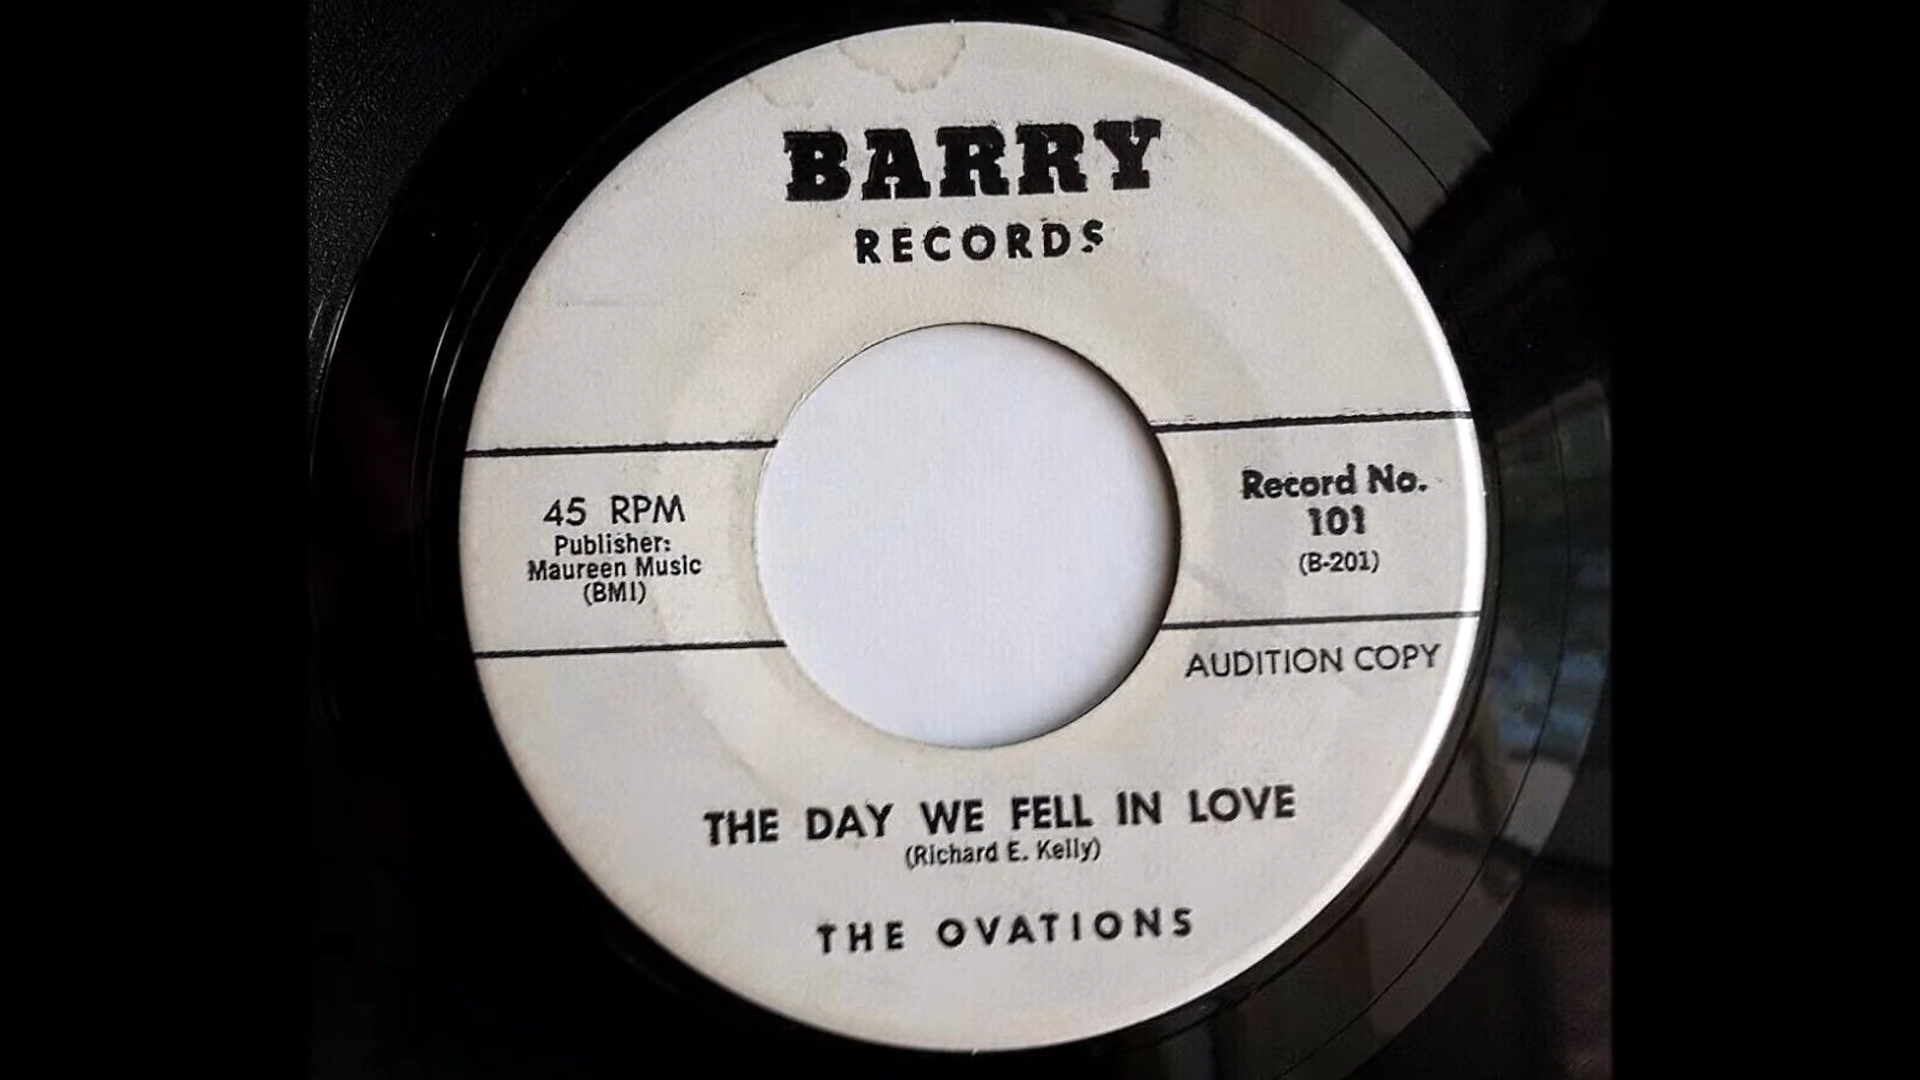 BARRY
RECORDS
45 RPM
Publisher:
Maureen Music
(BMI)
Record No.
101
(B-201)
AUDITION COPY
THE DAY WE FELL IN LOVE
(Richard E. Kelly)
THE OVATIONS